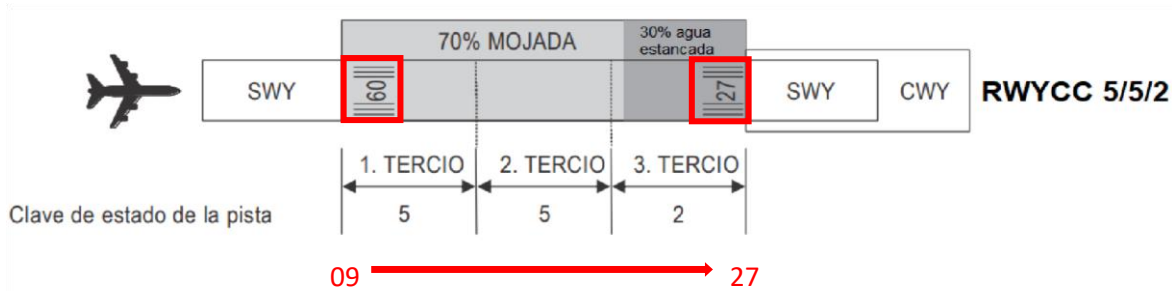 70% MOJADA
30% agua
estancada
SWY
09
27
SWY
CWY
RWYCC 5/5/2
1. TERCIO
2. TERCIO
3. TERCIO
Clave de estado de la pista
5
5
2
09
27